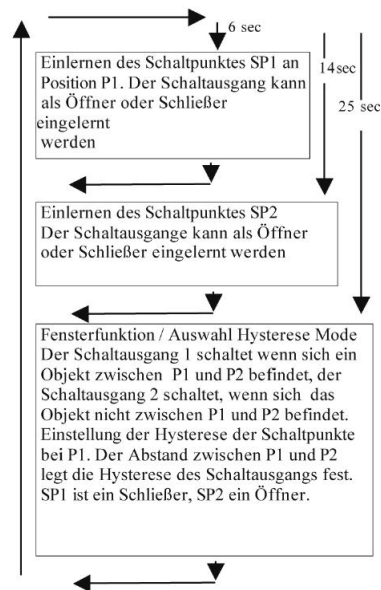 6 sec
Einlernen des Schaltpunktes SP1 an
Position P1. Der Schaltausgang kann
als Öffner oder Schließer
eingelernt
werden
14sec
25 sec
Einlernen des Schaltpunktes SP2
Der Schaltausgange kann als Öffner
oder Schließer eingelernt werden
Fensterfunktion / Auswahl Hysterese Mode
Der Schaltausgang 1 schaltet wenn sich ein
Objekt zwischen P1 und P2 befindet, der
Schaltausgang 2 schaltet, wenn sich das
Objekt nicht zwischen P1 und P2 befindet.
Einstellung der Hysterese der Schaltpunkte
bei P1. Der Abstand zwischen P1 und P2
legt die Hysterese des Schaltausgangs fest.
SP1 ist ein Schließer, SP2 ein Öffner.